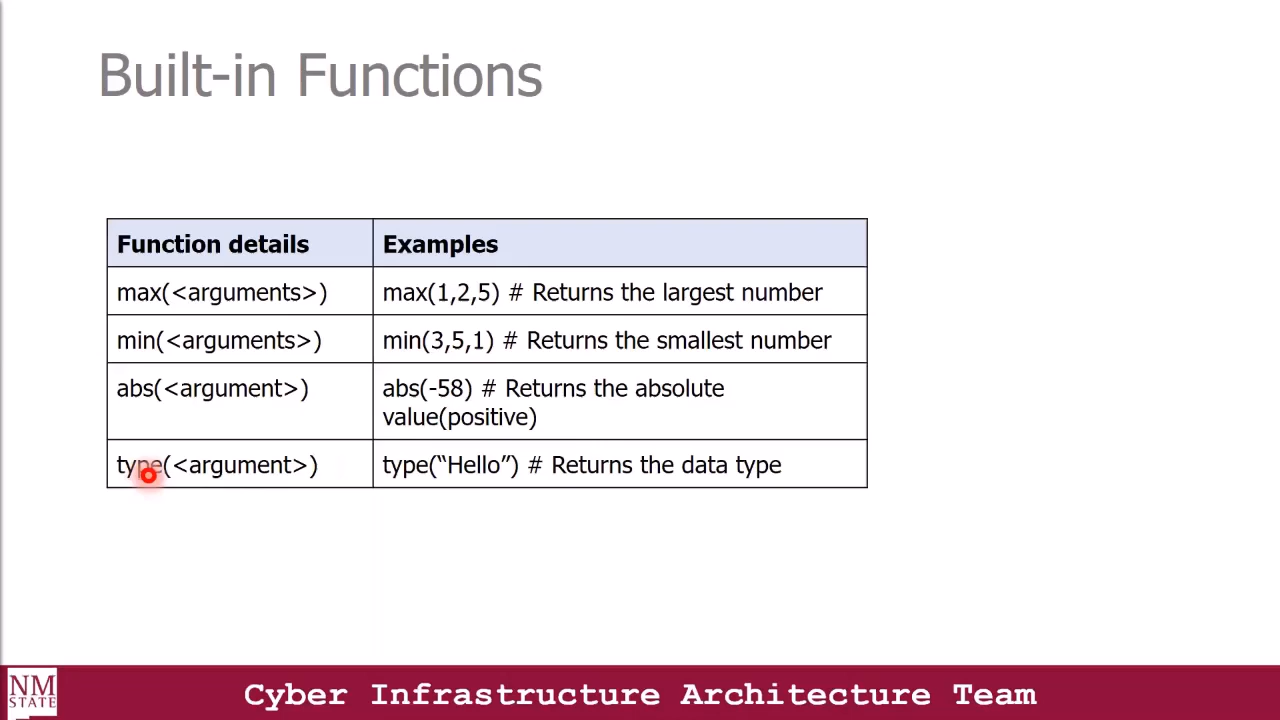 Built-in Functions
Function details Examples
max(<arguments>) max(1,2,5) # Returns the largest number
min(<arguments>) min(3,5,1) # Returns the smallest number
abs(<argument>) abs(-58) # Returns the absolute
value(positive)
type(<argument>) type(“Hello”) # Returns the data type
NM
STATE
Cyber Infrastructure Architecture Team